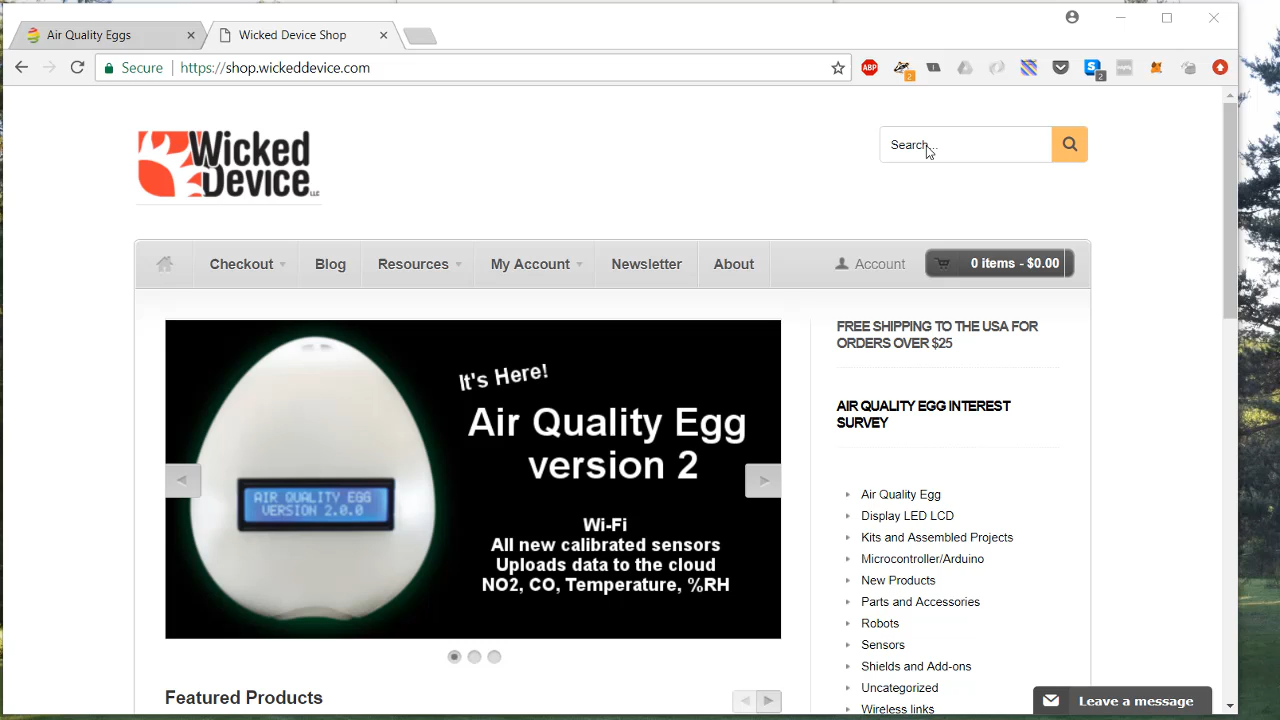 Air Quality Eggs
Wicked Device Shop
Secure
https://shop.wickeddevice.com
ABP
2
2
Wicked
Device LLC
Search...
Checkout
Blog
Resources
My Account
Newsletter
About
Account
0 items - $0.00
It's Here!
Air Quality Egg
version 2
Wi-Fi
All new calibrated sensors
Uploads data to the cloud
NO2, CO, Temperature, %RH
AIR QUALITY EGG
VERSION 2.0.0
FREE SHIPPING TO THE USA FOR
ORDERS OVER $25
AIR QUALITY EGG INTEREST
SURVEY
Air Quality Egg
Display LED LCD
Kits and Assembled Projects
Microcontroller/Arduino
New Products
Parts and Accessories
Robots
Sensors
Shields and Add-ons
Uncategorized
Wireless links
Featured Products
Leave a message